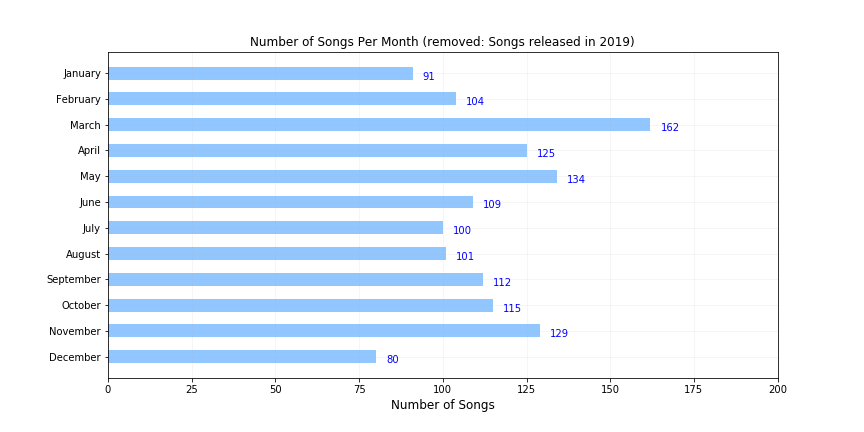 Number of Songs Per Month (removed: Songs released in 2019)
January 91
February 104
March 162
April 125
May 134
June 109
July 100
August 101
September 112
October 115
November 129
December 80
0 25 50 75 100 125 150 175 200
Number of Songs